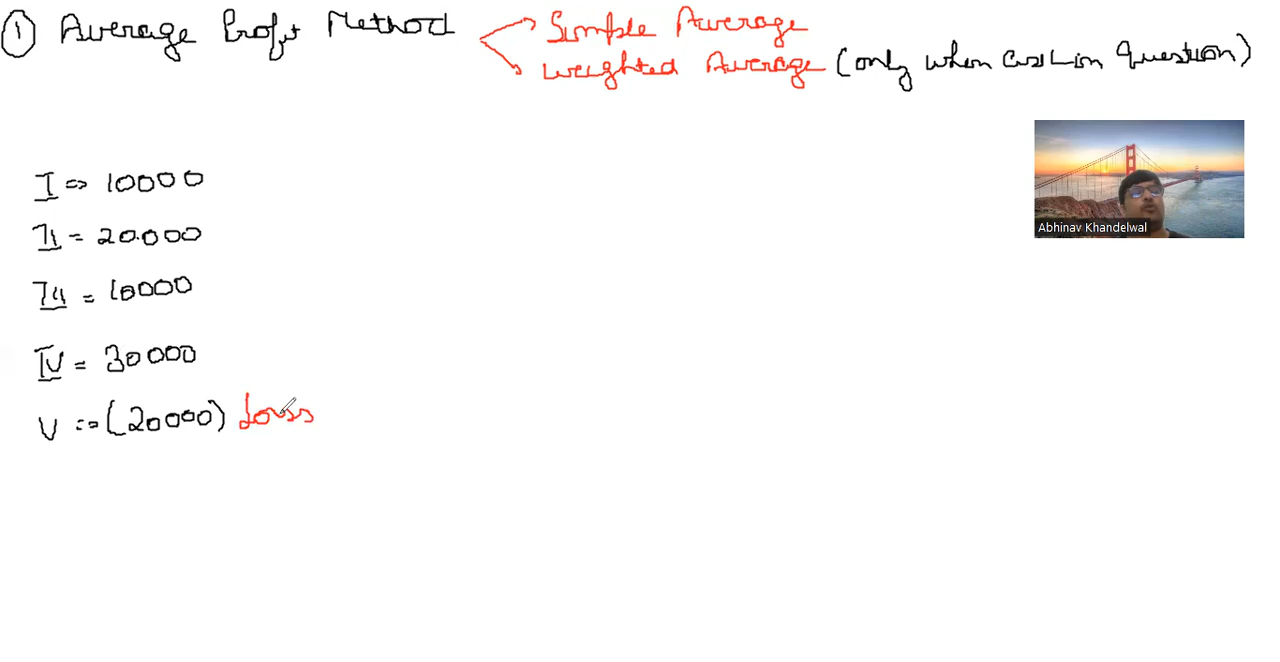 ① Average Profit Method
Simple Average
Weighted Average (only when in Question)
I ⇒ 10000
II = 20000
III = 10000
IV = 30000
V ⇒ (20000) Loss
Abhinav Khandelwal